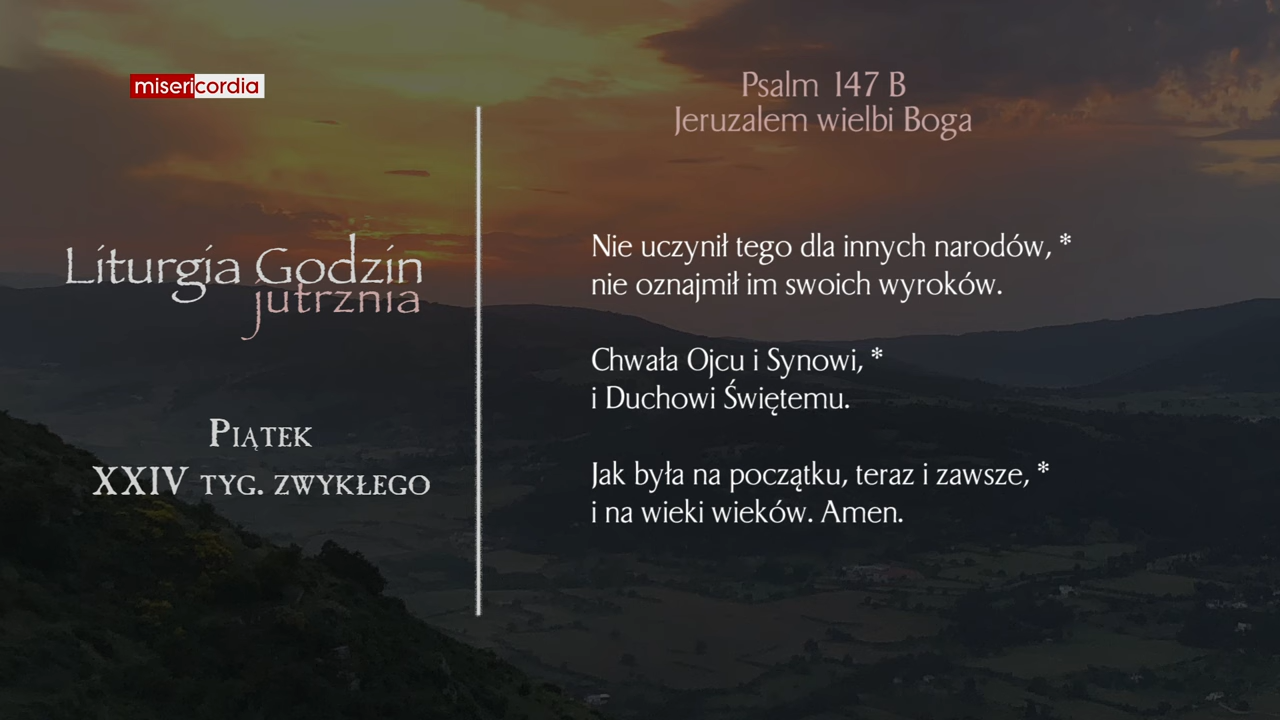 misericordia
Liturgia Godzin
jutrznia
Piątek
XXIV tyg. zwykłego
Psalm 147 B
Jeruzalem wielbi Boga
Nie uczynił tego dla innych narodów, *
nie oznajmił im swoich wyroków.
Chwała Ojcu i Synowi, *
i Duchowi Świętemu.
Jak była na początku, teraz i zawsze, *
i na wieki wieków. Amen.